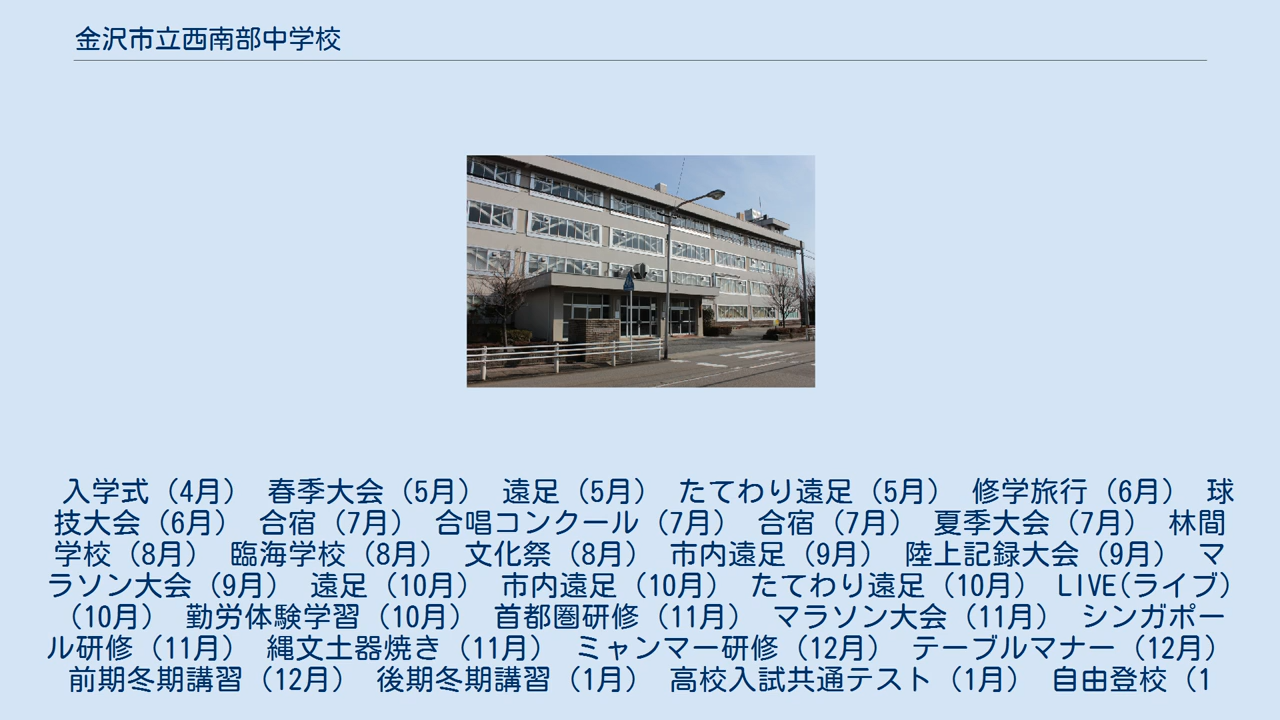 金沢市立西南部中学校
入学式（4月） 春季大会（5月） 遠足（5月） たてわり遠足（5月） 修学旅行（6月） 球
技大会（6月） 合宿（7月） 合唱コンクール（7月） 合宿（7月） 夏季大会（7月） 林間
学校（8月） 臨海学校（8月） 文化祭（8月） 市内遠足（9月） 陸上記録大会（9月） マ
ラソン大会（9月） 遠足（10月） 市内遠足（10月） たてわり遠足（10月） LIVE(ライブ)
（10月） 勤労体験学習（10月） 首都圏研修（11月） マラソン大会（11月） シンガポー
ル研修（11月） 縄文土器焼き（11月） ミャンマー研修（12月） テーブルマナー（12月）
前期冬期講習（12月） 後期冬期講習（1月） 高校入試共通テスト（1月） 自由登校（1